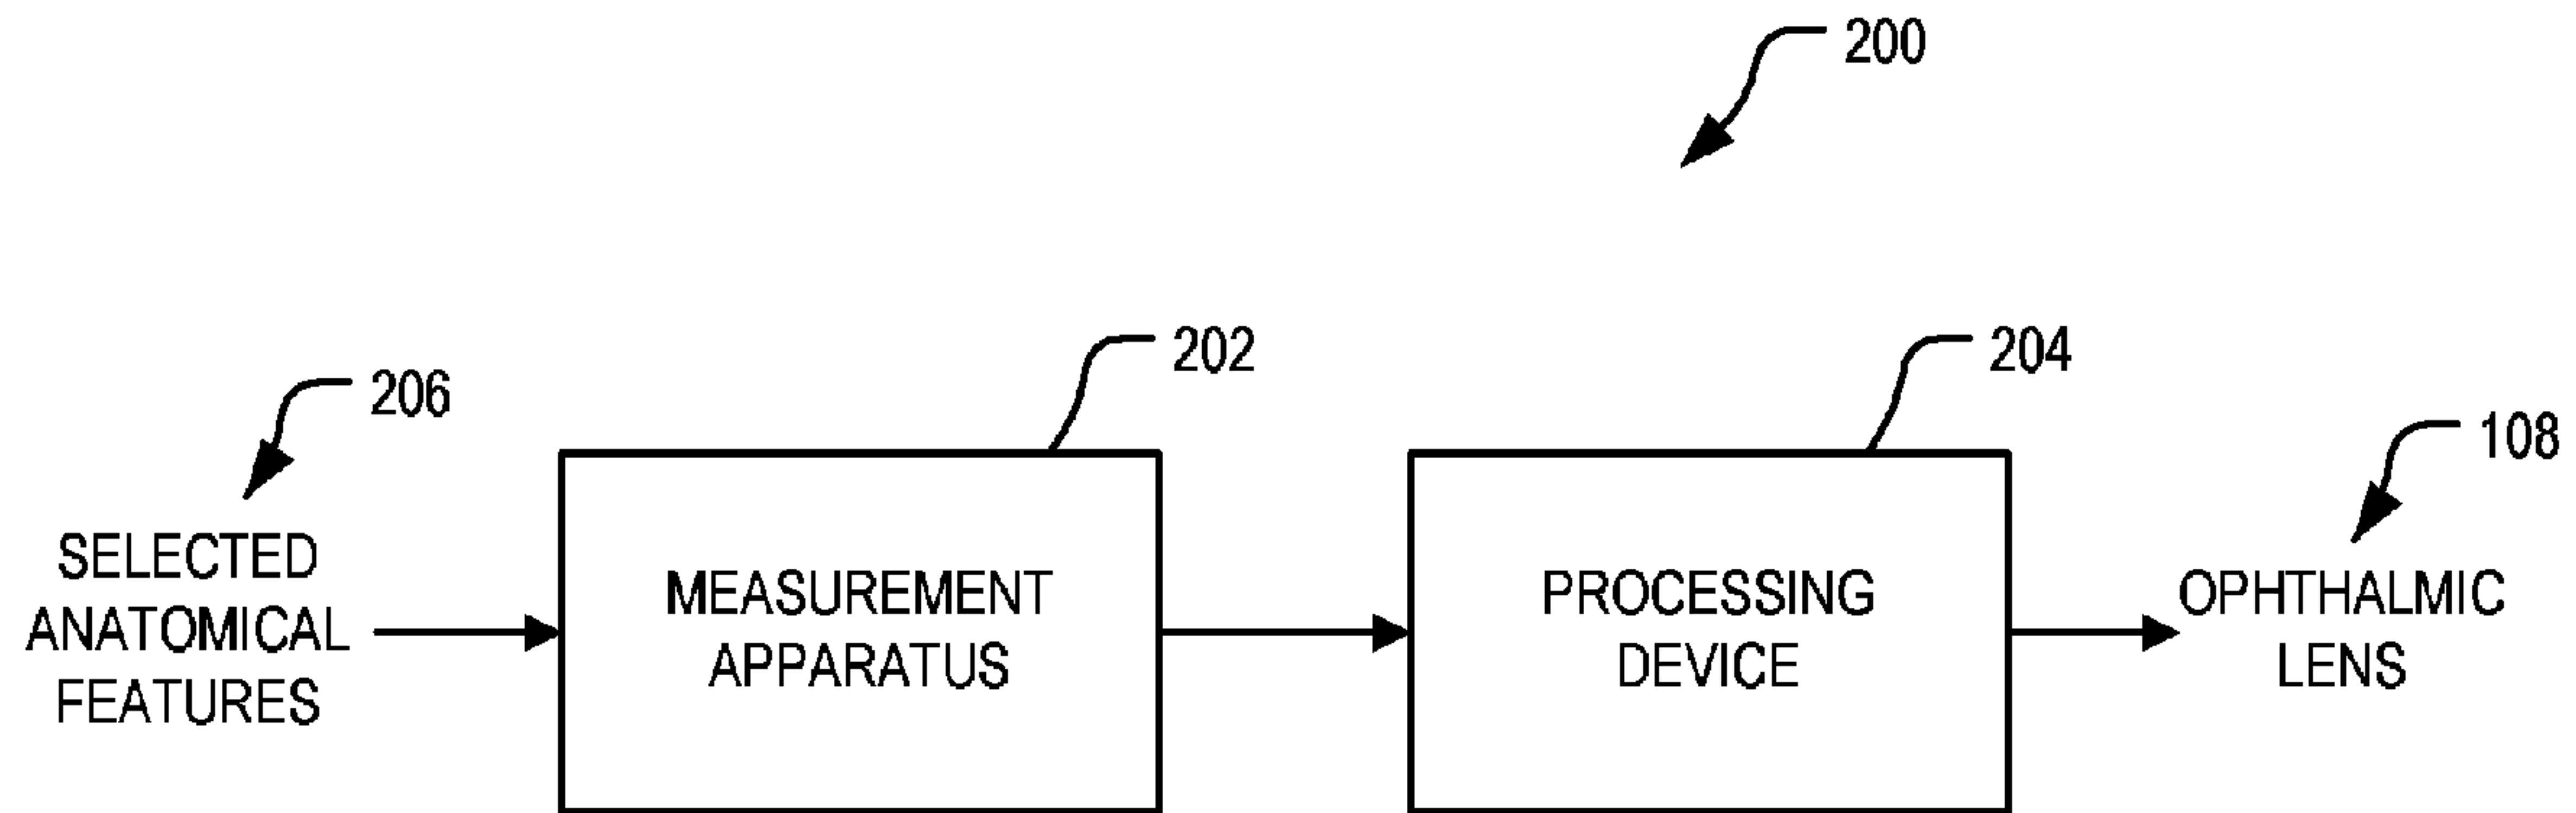 200
202
204
206
108
SELECTED
ANATOMICAL
FEATURES
MEASUREMENT
APPARATUS
PROCESSING
DEVICE
OPHTHALMIC
LENS